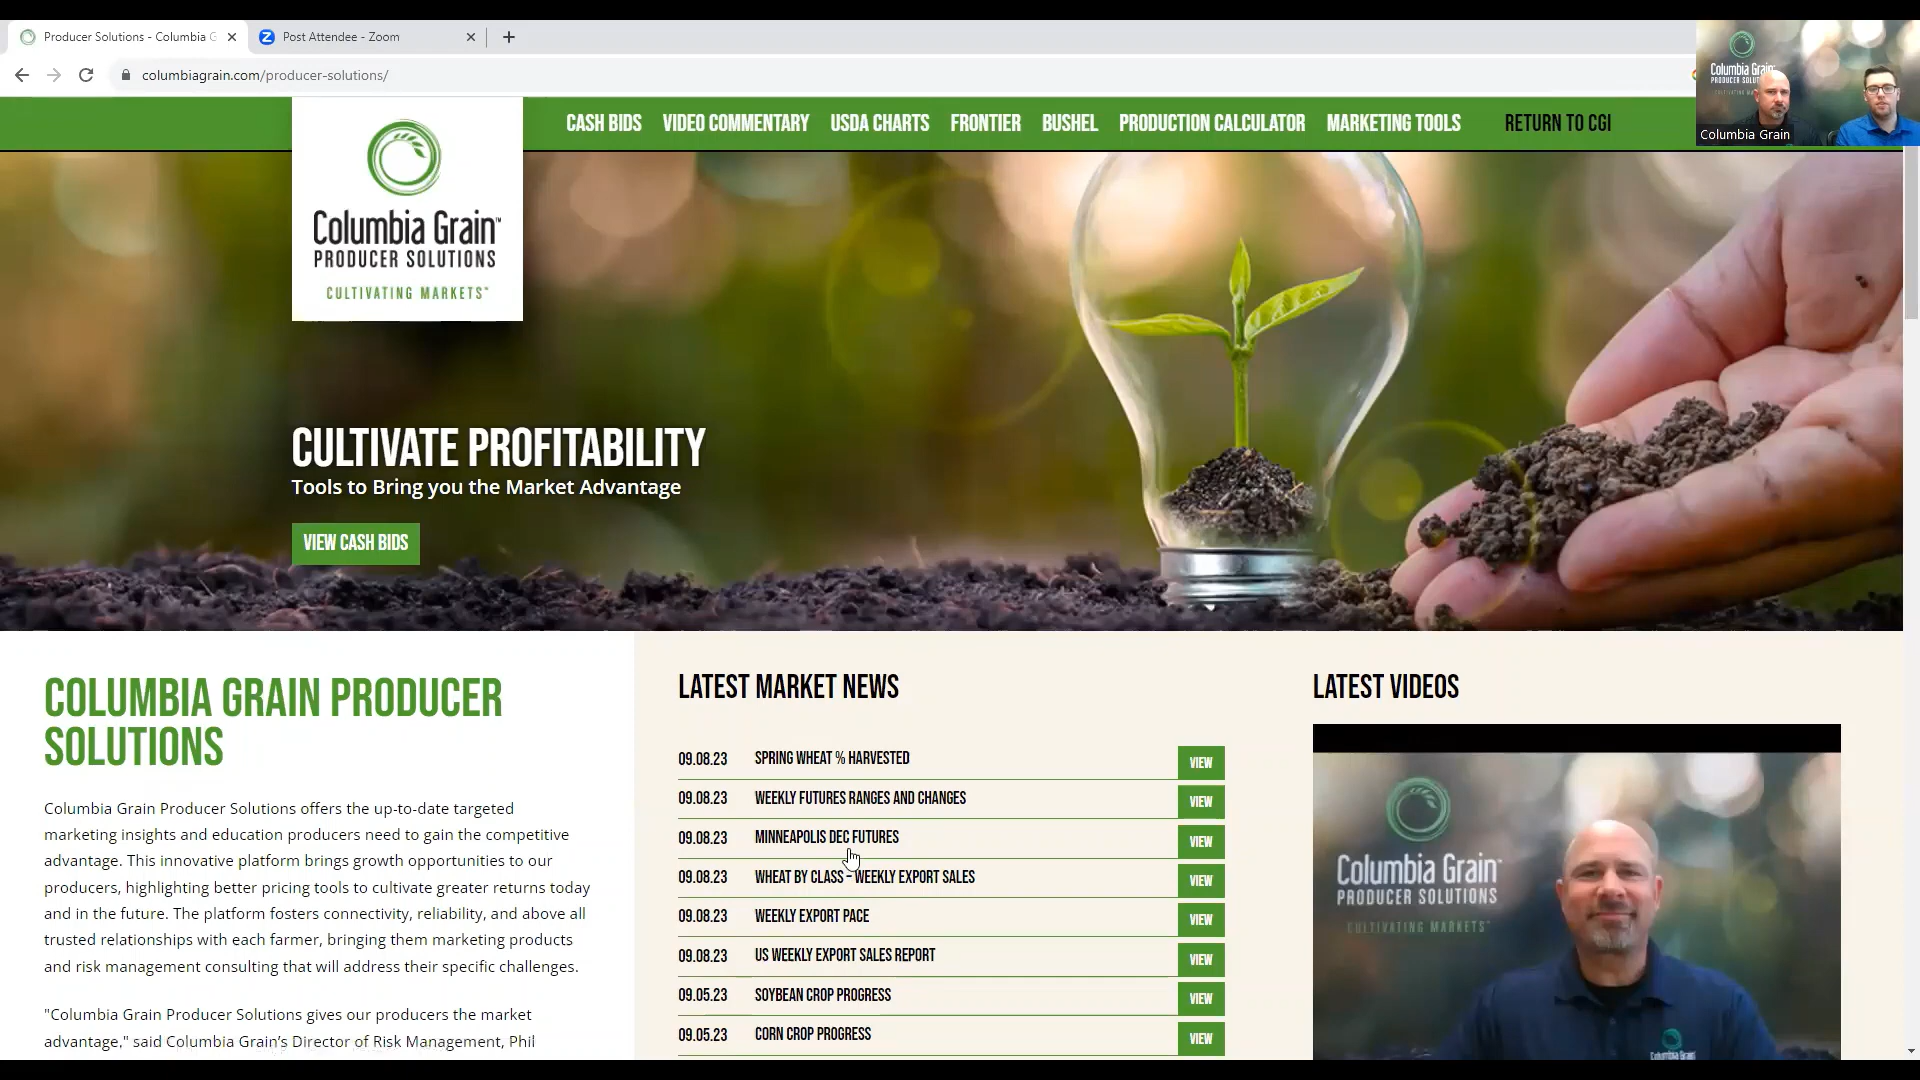 Producer Solutions - Columbia G
Post Attendee - Zoom
columbiagrain.com/producer-solutions/
Columbia Grain
Columbia Grain
CASH BIDS
VIDEO COMMENTARY
USDA CHARTS
FRONTIER
BUSHEL
PRODUCTION CALCULATOR
MARKETING TOOLS
RETURN TO CGI
Columbia Grain™
PRODUCER SOLUTIONS
CULTIVATING MARKETS™
CULTIVATE PROFITABILITY
Tools to Bring you the Market Advantage
VIEW CASH BIDS
COLUMBIA GRAIN PRODUCER
SOLUTIONS
Columbia Grain Producer Solutions offers the up-to-date targeted
marketing insights and education producers need to gain the competitive
advantage. This innovative platform brings growth opportunities to our
producers, highlighting better pricing tools to cultivate greater returns today
and in the future. The platform fosters connectivity, reliability, and above all
trusted relationships with each farmer, bringing them marketing products
and risk management consulting that will address their specific challenges.
"Columbia Grain Producer Solutions gives our producers the market
advantage," said Columbia Grain's Director of Risk Management, Phil
LATEST MARKET NEWS
09.08.23 SPRING WHEAT % HARVESTED VIEW
09.08.23 WEEKLY FUTURES RANGES AND CHANGES VIEW
09.08.23 MINNEAPOLIS DEC FUTURES VIEW
09.08.23 WHEAT BY CLASS – WEEKLY EXPORT SALES VIEW
09.08.23 WEEKLY EXPORT PACE VIEW
09.08.23 US WEEKLY EXPORT SALES REPORT VIEW
09.05.23 SOYBEAN CROP PROGRESS VIEW
09.05.23 CORN CROP PROGRESS VIEW
LATEST VIDEOS
Columbia Grain™
PRODUCER SOLUTIONS
CULTIVATING MARKETS™
Columbia Grain